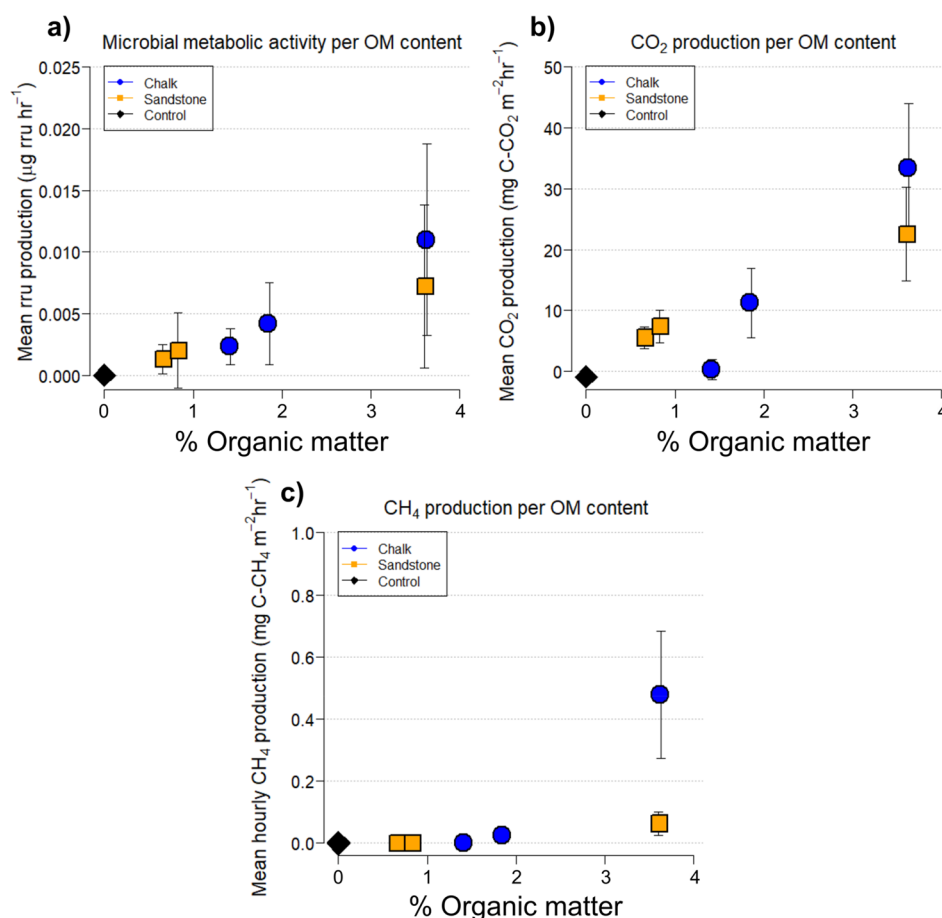 a)
Microbial metabolic activity per OM content
Mean rru production (µg rru hr⁻¹)
0.025
0.020
0.015
0.010
0.005
0.000
Chalk
Sandstone
Control
0 1 2 3 4
% Organic matter
b)
CO₂ production per OM content
Mean CO₂ production (mg C-CO₂ m⁻²hr⁻¹)
50
40
30
20
10
0
Chalk
Sandstone
Control
0 1 2 3 4
% Organic matter
c)
CH₄ production per OM content
Mean hourly CH₄ production (mg C-CH₄ m⁻²hr⁻¹)
1.0
0.8
0.6
0.4
0.2
0.0
Chalk
Sandstone
Control
0 1 2 3 4
% Organic matter